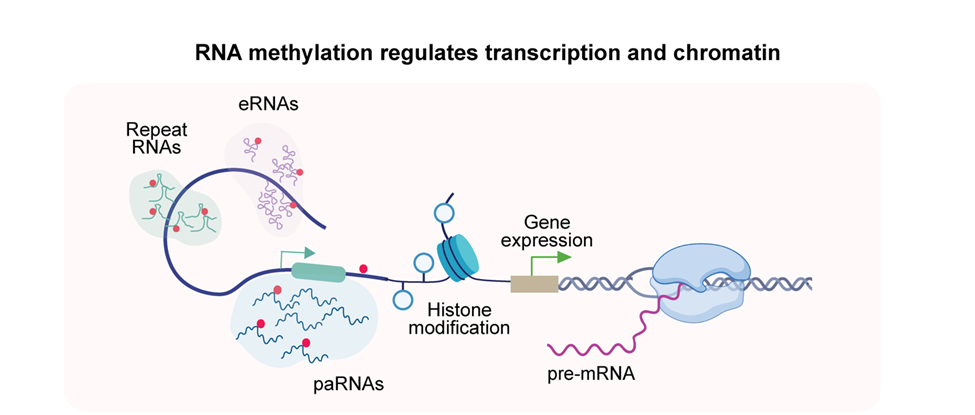 RNA methylation regulates transcription and chromatin
eRNAs
Repeat
RNAs
Gene
expression
Histone
modification
pre-mRNA
paRNAs